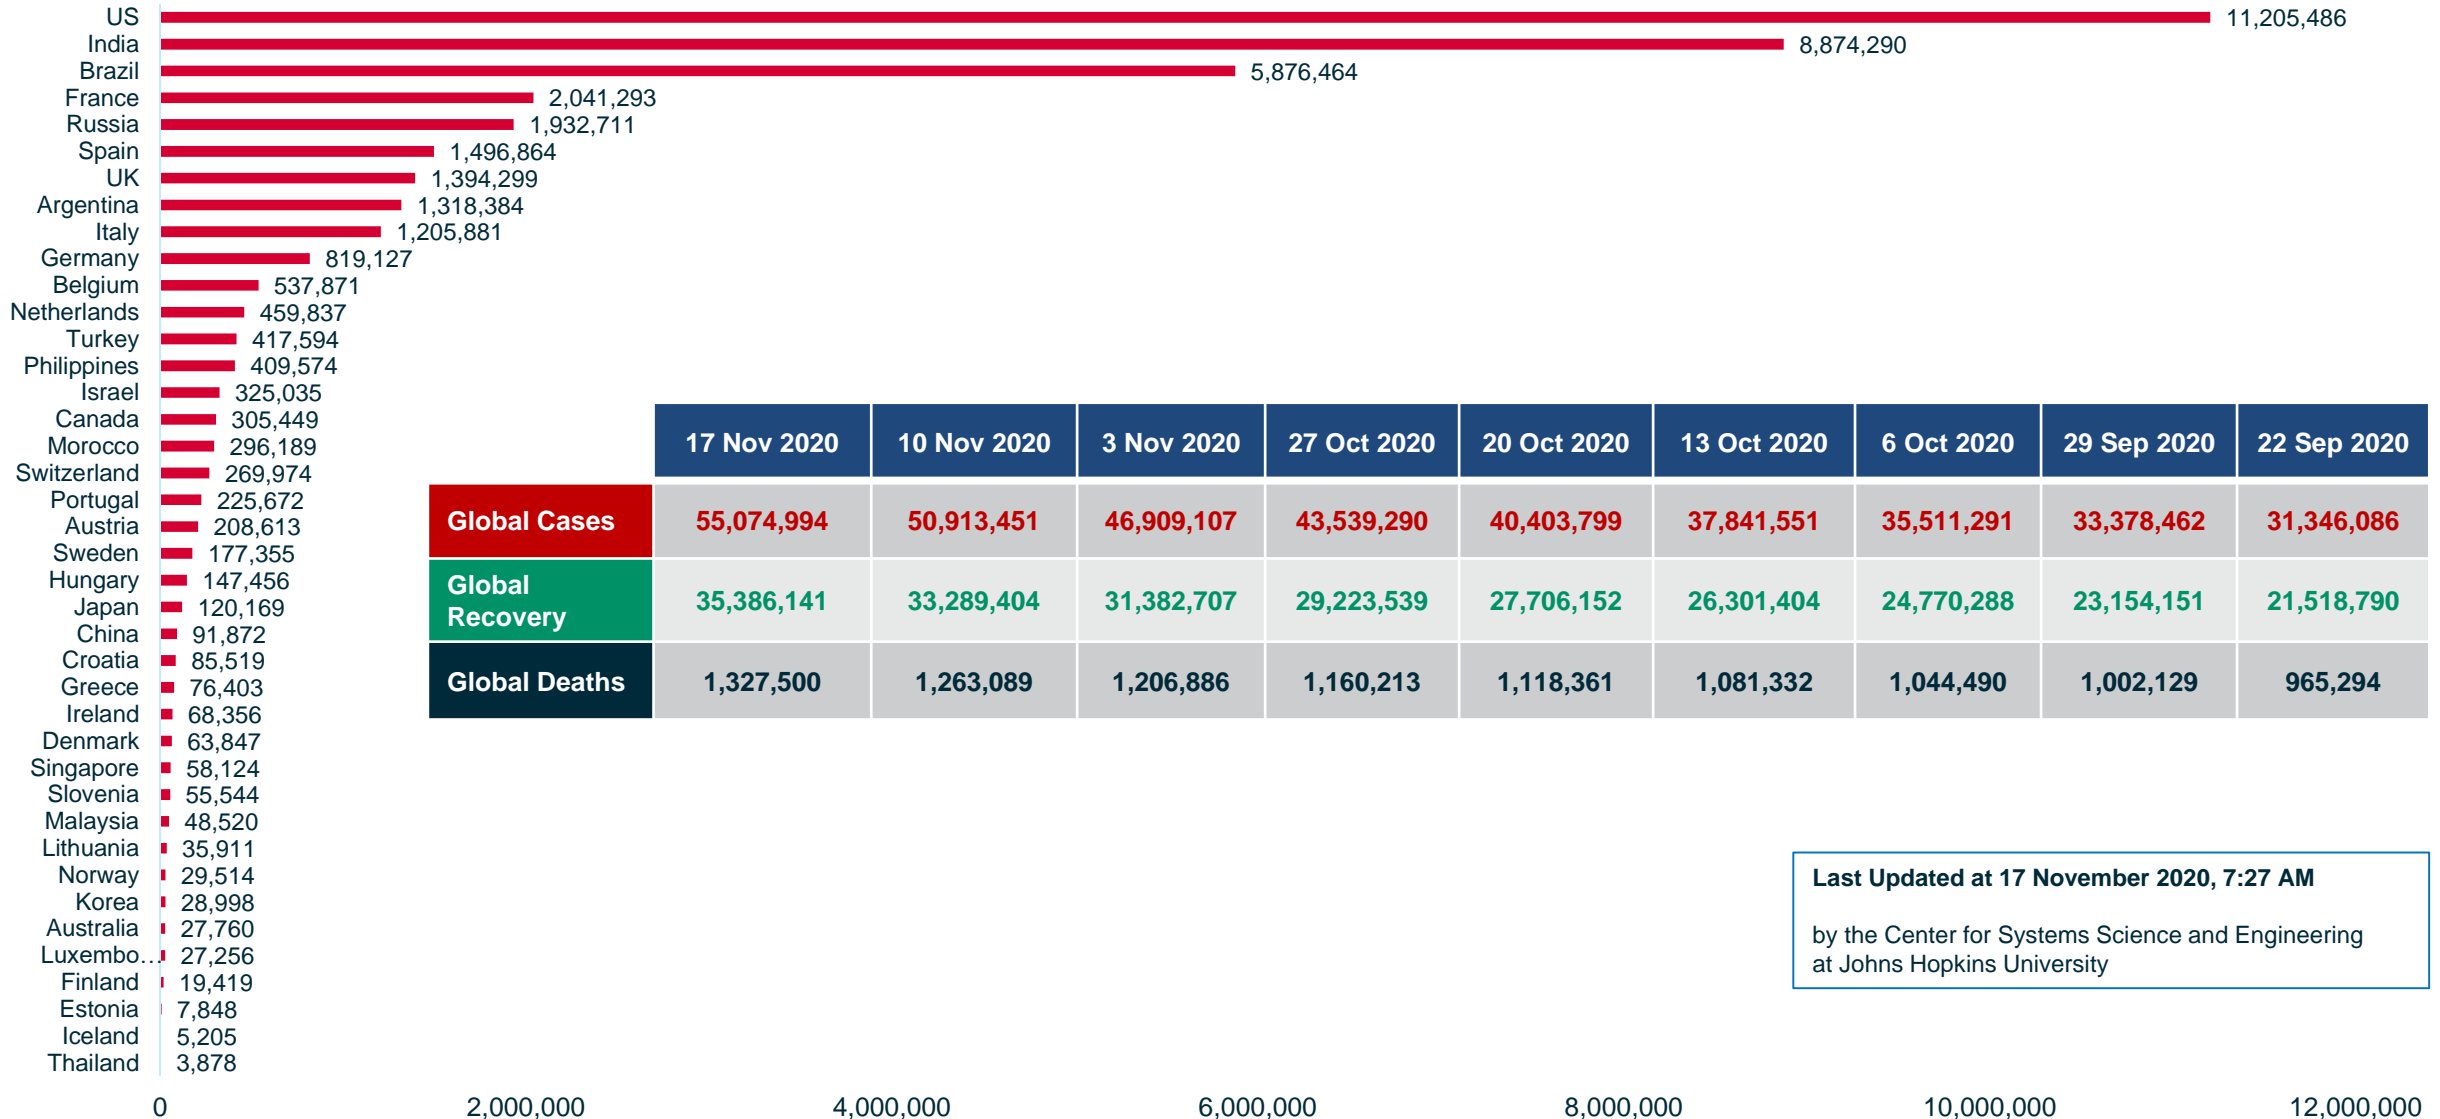 US 11,205,486
India 8,874,290
Brazil 5,876,464
France 2,041,293
Russia 1,932,711
Spain 1,496,864
UK 1,394,299
Argentina 1,318,384
Italy 1,205,881
Germany 819,127
Belgium 537,871
Netherlands 459,837
Turkey 417,594
Philippines 409,574
Israel 325,035
Canada 305,449
Morocco 296,189
Switzerland 269,974
Portugal 225,672
Austria 208,613
Sweden 177,355
Hungary 147,456
Japan 120,169
China 91,872
Croatia 85,519
Greece 76,403
Ireland 68,356
Denmark 63,847
Singapore 58,124
Slovenia 55,544
Malaysia 48,520
Lithuania 35,911
Norway 29,514
Korea 28,998
Australia 27,760
Luxembo... 27,256
Finland 19,419
Estonia 7,848
Iceland 5,205
Thailand 3,878
0 2,000,000 4,000,000 6,000,000 8,000,000 10,000,000 12,000,000
17 Nov 2020 10 Nov 2020 3 Nov 2020 27 Oct 2020 20 Oct 2020 13 Oct 2020 6 Oct 2020 29 Sep 2020 22 Sep 2020
Global Cases 55,074,994 50,913,451 46,909,107 43,539,290 40,403,799 37,841,551 35,511,291 33,378,462 31,346,086
Global
Recovery 35,386,141 33,289,404 31,382,707 29,223,539 27,706,152 26,301,404 24,770,288 23,154,151 21,518,790
Global Deaths 1,327,500 1,263,089 1,206,886 1,160,213 1,118,361 1,081,332 1,044,490 1,002,129 965,294
Last Updated at 17 November 2020, 7:27 AM
by the Center for Systems Science and Engineering
at Johns Hopkins University